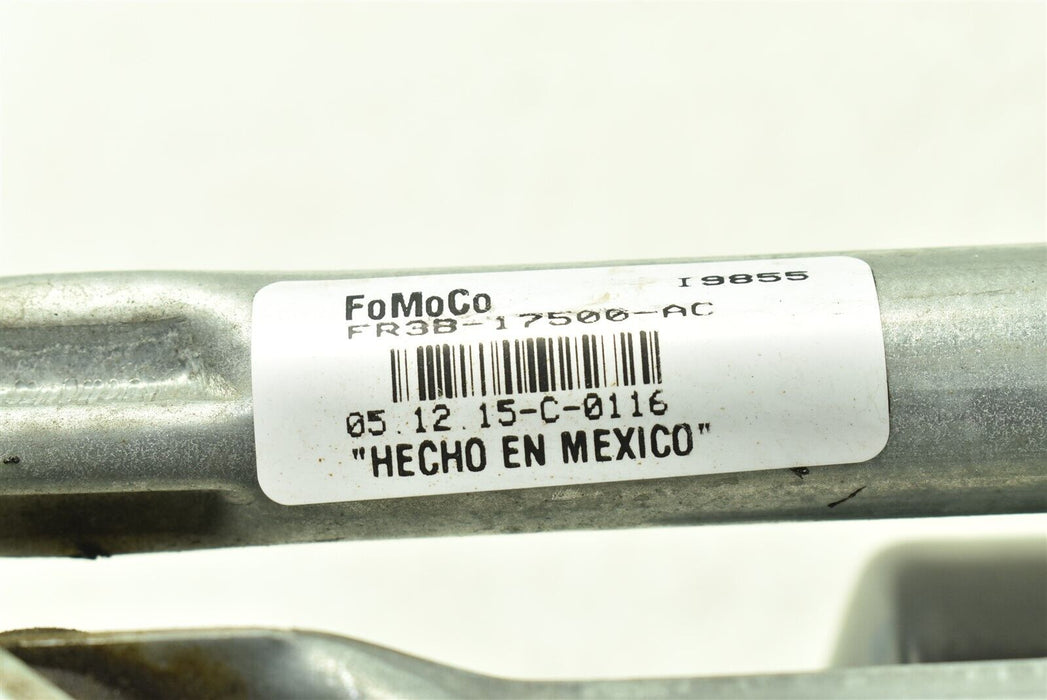 I9855
FoMoCo
FR3B-17500-AC
05.12.15-C-0116
"HECHO EN MEXICO"